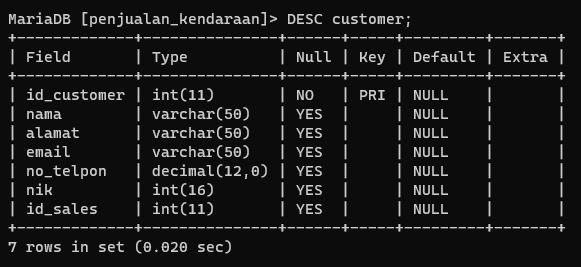 MariaDB [penjualan_kendaraan]> DESC customer;
+-------------+---------------+------+-----+---------+-------+
| Field       | Type          | Null | Key | Default | Extra |
+-------------+---------------+------+-----+---------+-------+
| id_customer | int(11)       | NO   | PRI | NULL    |       |
| nama        | varchar(50)   | YES  |     | NULL    |       |
| alamat      | varchar(50)   | YES  |     | NULL    |       |
| email       | varchar(50)   | YES  |     | NULL    |       |
| no_telpon   | decimal(12,0) | YES  |     | NULL    |       |
| nik         | int(16)       | YES  |     | NULL    |       |
| id_sales    | int(11)       | YES  |     | NULL    |       |
+-------------+---------------+------+-----+---------+-------+
7 rows in set (0.020 sec)